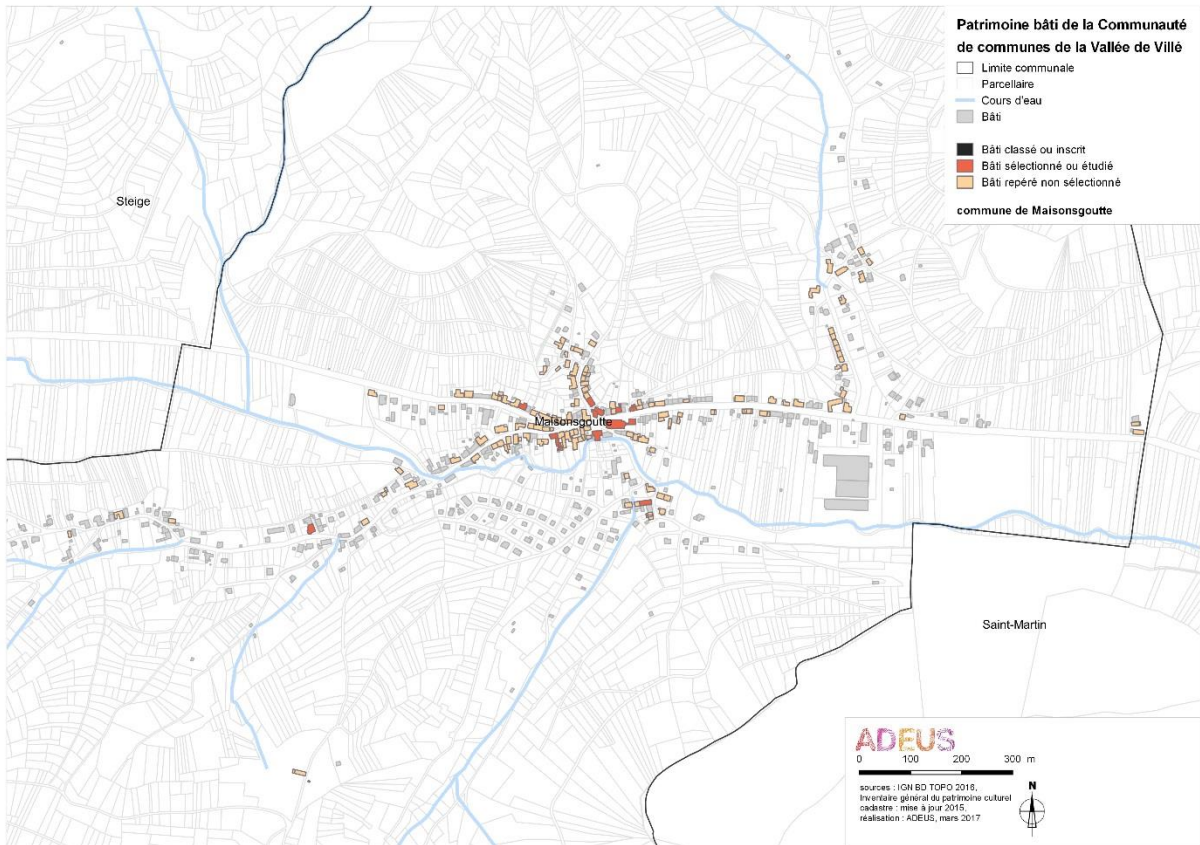 Patrimoine bâti de la Communauté
de communes de la Vallée de Villé
Limite communale
Parcellaire
Cours d'eau
Bâti
Bâti classé ou inscrit
Bâti sélectionné ou étudié
Bâti repéré non sélectionné
commune de Maisonsgoutte
Steige
Maisonsgoutte
Saint-Martin
ADEUS
0 100 200 300 m
sources : IGN BD TOPO 2016,
Inventaire général du patrimoine culturel
cadastre : mise à jour 2015,
réalisation : ADEUS, mars 2017
N